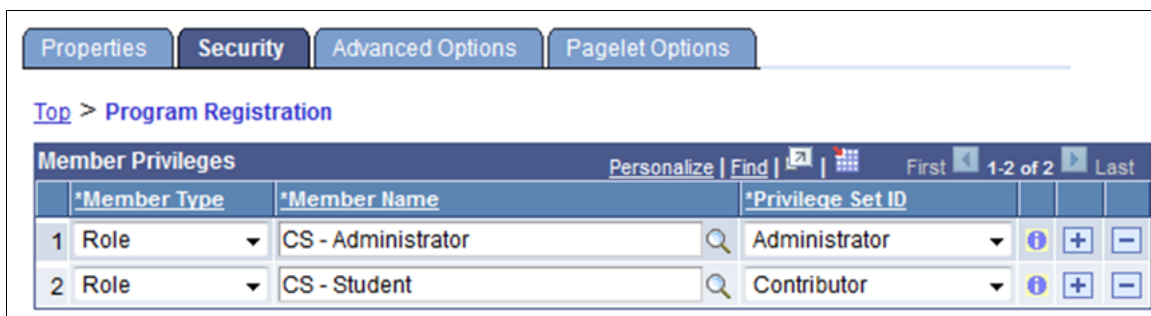 Properties Security Advanced Options Pagelet Options
Top > Program Registration
Member Privileges Personalize | Find | | First 1-2 of 2 Last
*Member Type *Member Name *Privilege Set ID
1 Role CS - Administrator Administrator
2 Role CS - Student Contributor